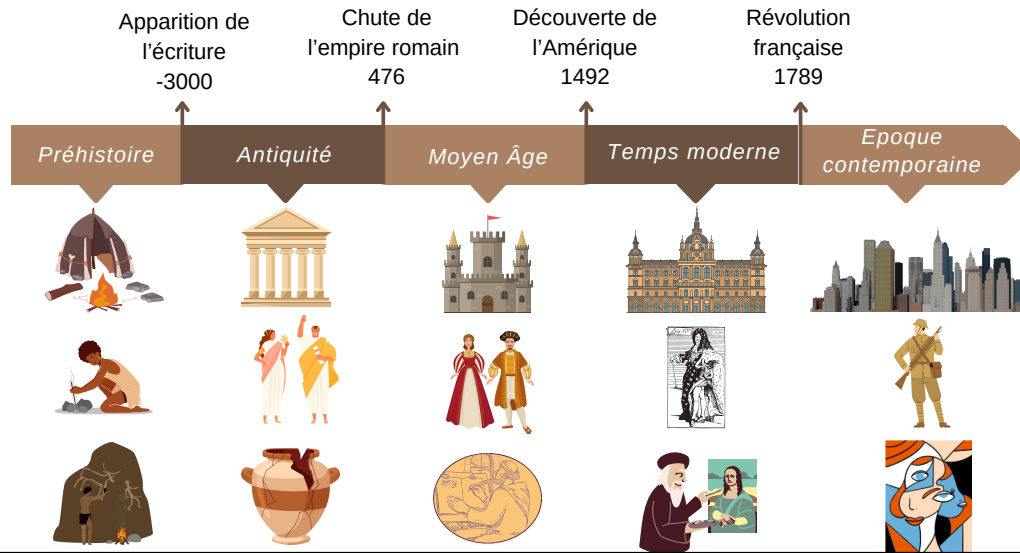 Apparition de
l'écriture
-3000
Chute de
l'empire romain
476
Découverte de
l'Amérique
1492
Révolution
française
1789
Préhistoire
Antiquité
Moyen Âge
Temps moderne
Epoque
contemporaine